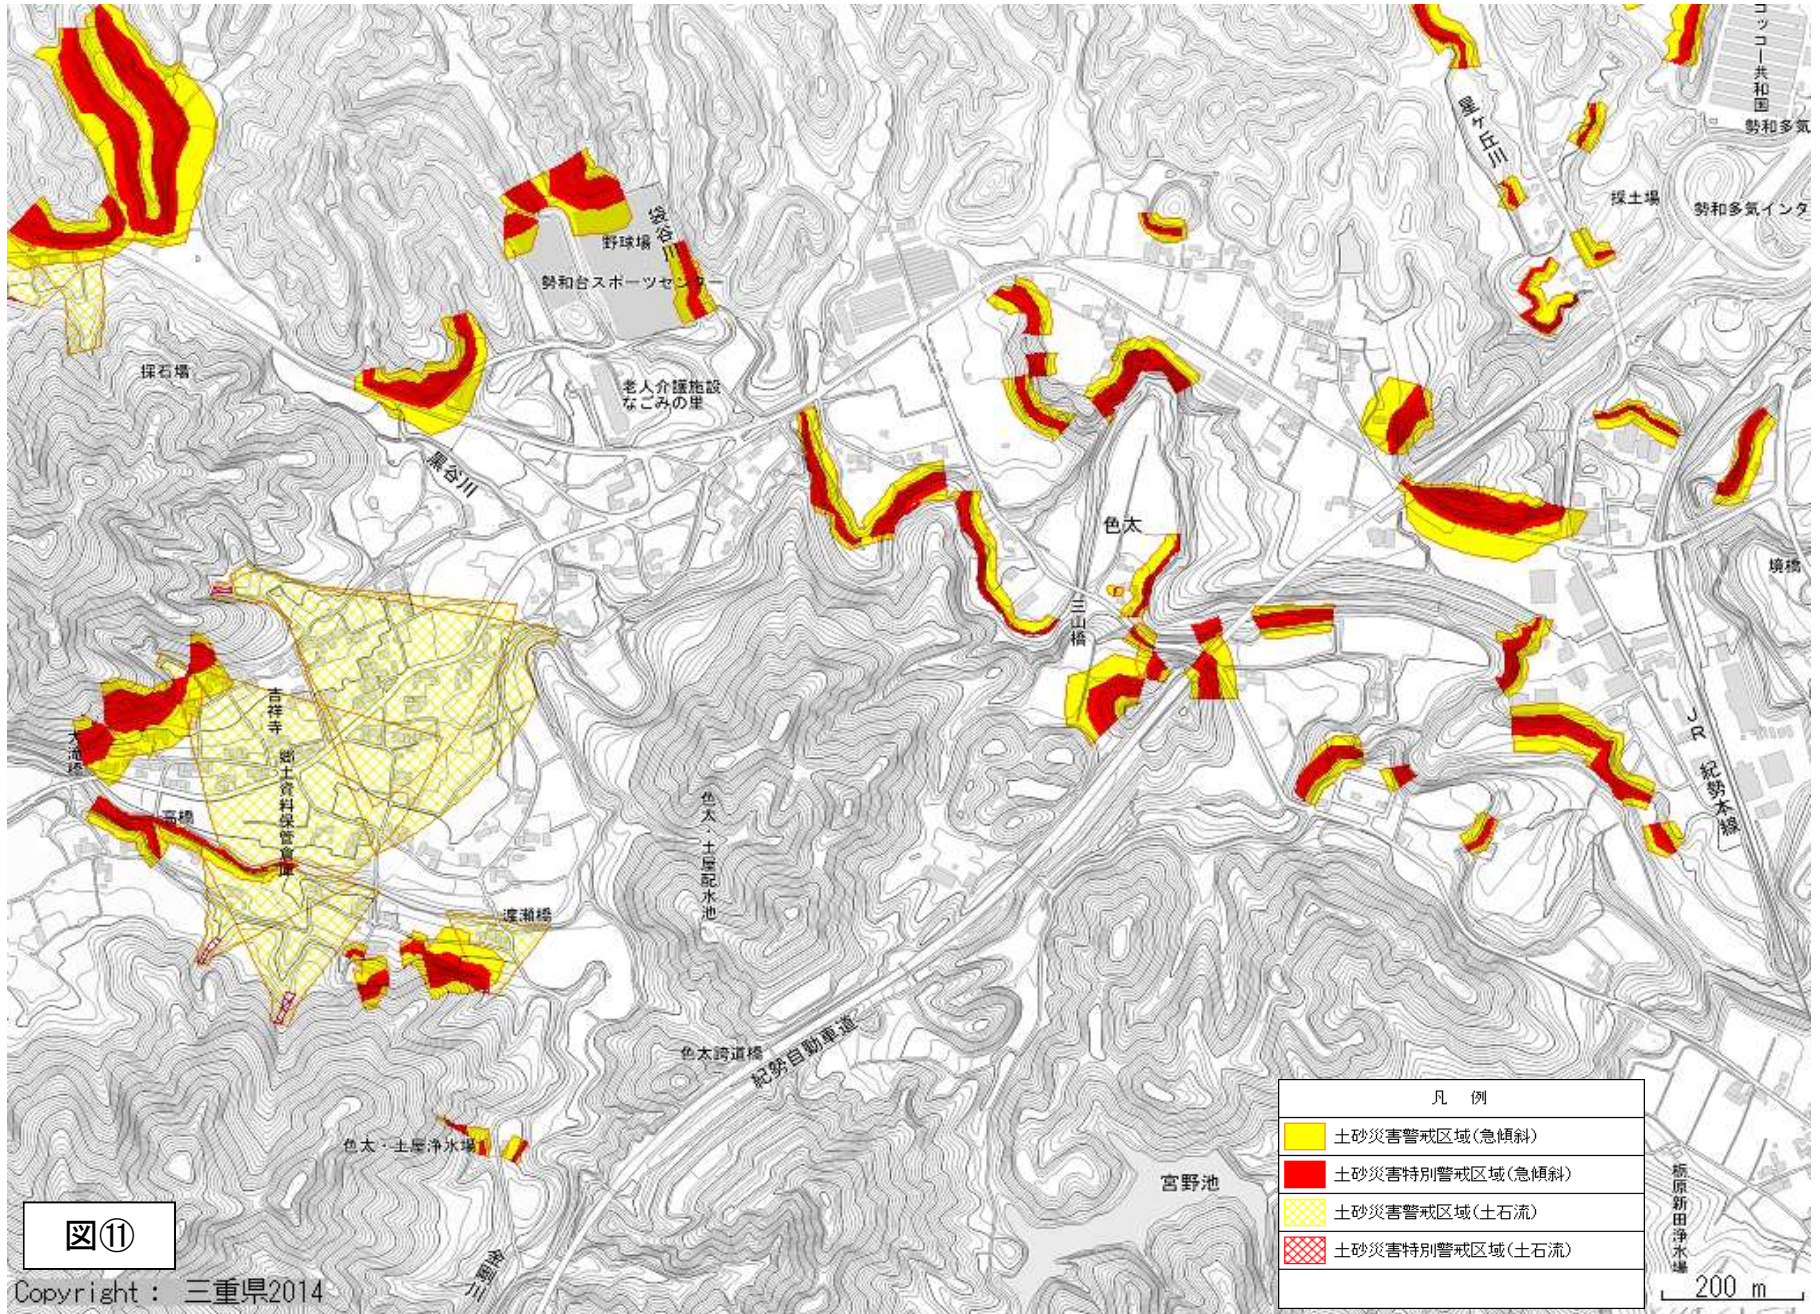 コッコー共和国
勢和多気
星ヶ丘川
採土場
勢和多気インタ
袋谷川
野球場
勢和台スポーツセンター
採石場
老人介護施設
なごみの里
黒谷川
色太
境橋
三山橋
吉祥寺
大滝橋
郷土資料保管倉庫
高橋
JR 紀勢本線
色太・土屋配水池
渡瀬橋
色太跨道橋
紀勢自動車道
色太・土屋浄水場
宮野池
栃原新田浄水場
凡 例
土砂災害警戒区域(急傾斜)
土砂災害特別警戒区域(急傾斜)
土砂災害警戒区域(土石流)
土砂災害特別警戒区域(土石流)
図⑪
Copyright : 三重県2014
200 m